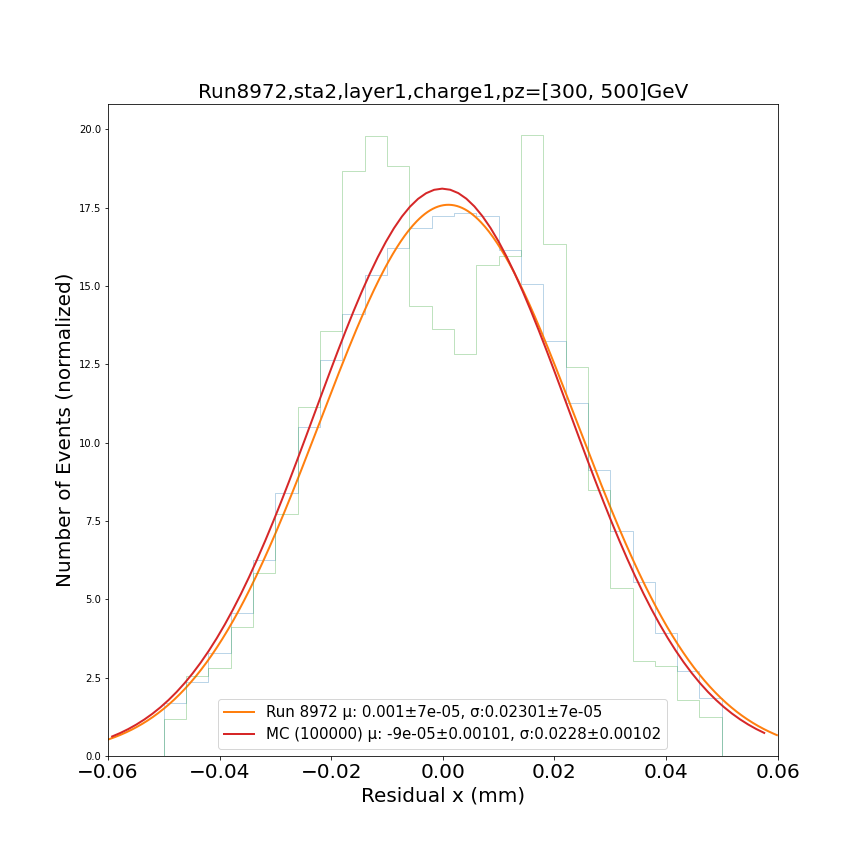 Run8972,sta2,layer1,charge1,pz=[300, 500]GeV
Number of Events (normalized)
20.0
17.5
15.0
12.5
10.0
7.5
5.0
2.5
0.0
Run 8972 μ: 0.001±7e-05, σ:0.02301±7e-05
MC (100000) μ: -9e-05±0.00101, σ:0.0228±0.00102
−0.06 −0.04 −0.02 0.00 0.02 0.04 0.06
Residual x (mm)